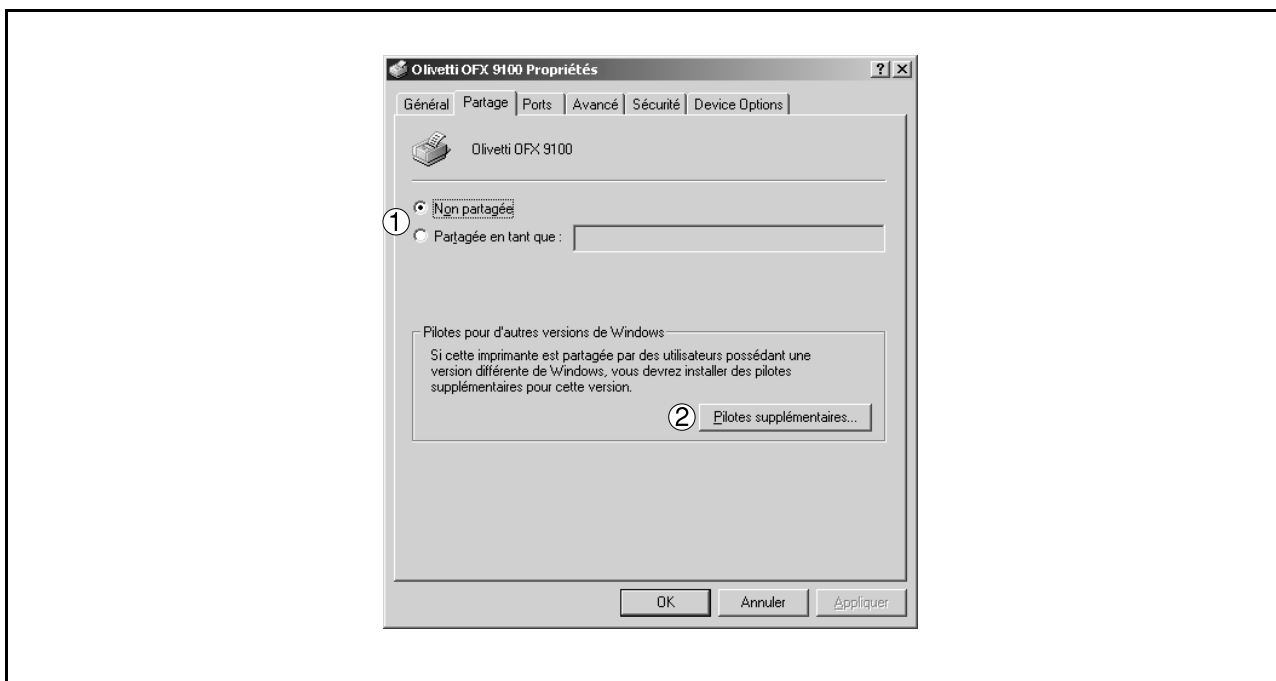 Olivetti OFX 9100 Propriétés ? ×
Général Partage Ports Avancé Sécurité Device Options
Olivetti OFX 9100
① Non partagée
Partagée en tant que :
Pilotes pour d'autres versions de Windows
Si cette imprimante est partagée par des utilisateurs possédant une
version différente de Windows, vous devrez installer des pilotes
supplémentaires pour cette version.
② Pilotes supplémentaires...
OK Annuler Appliquer